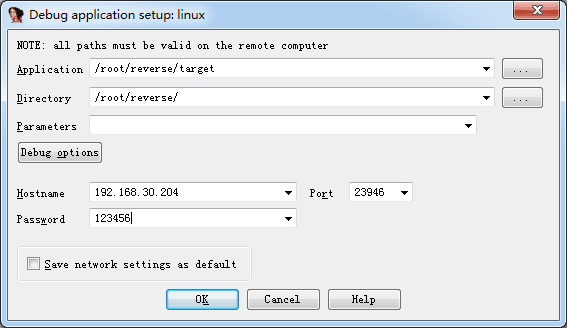 Debug application setup: linux
NOTE: all paths must be valid on the remote computer
Application /root/reverse/target ...
Directory /root/reverse/ ...
Parameters
Debug options
Hostname 192.168.30.204 Port 23946
Password 123456
Save network settings as default
OK Cancel Help